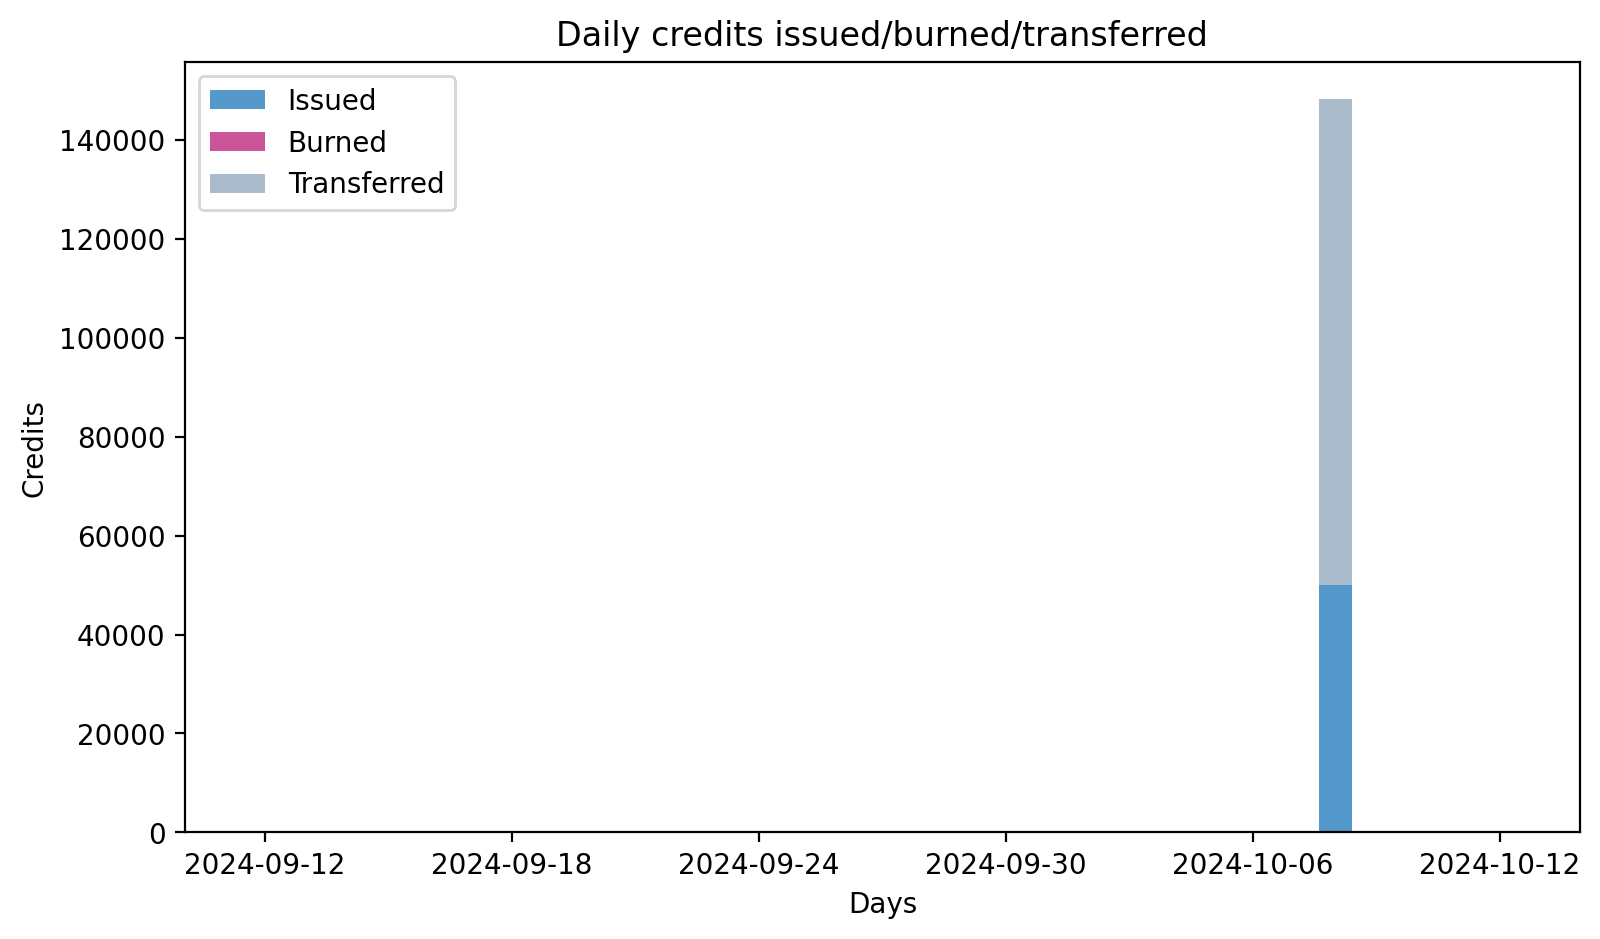 Daily credits issued/burned/transferred
Issued
Burned
Transferred
140000
120000
100000
80000
60000
40000
20000
0
Credits
2024-09-12 2024-09-18 2024-09-24 2024-09-30 2024-10-06 2024-10-12
Days